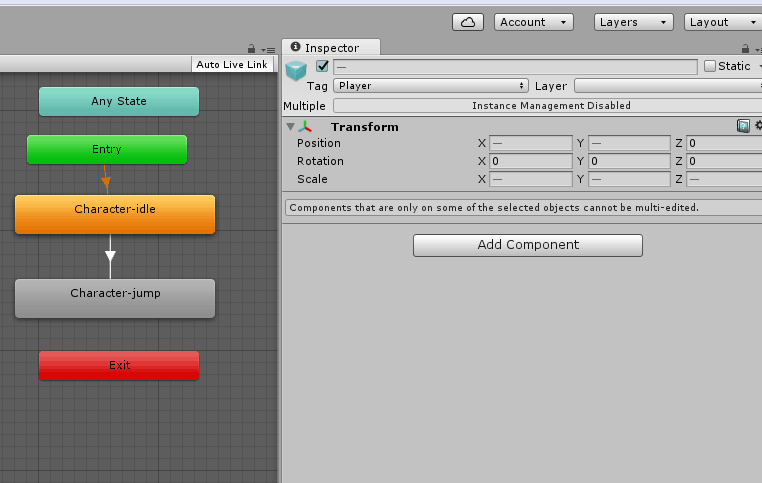 Account Layers Layout
Inspector
Auto Live Link
— Static
Tag Player Layer
Multiple Instance Management Disabled
Transform
Position X — Y — Z 0
Rotation X 0 Y 0 Z 0
Scale X — Y — Z —
Components that are only on some of the selected objects cannot be multi-edited.
Add Component
Any State
Entry
Character-idle
Character-jump
Exit